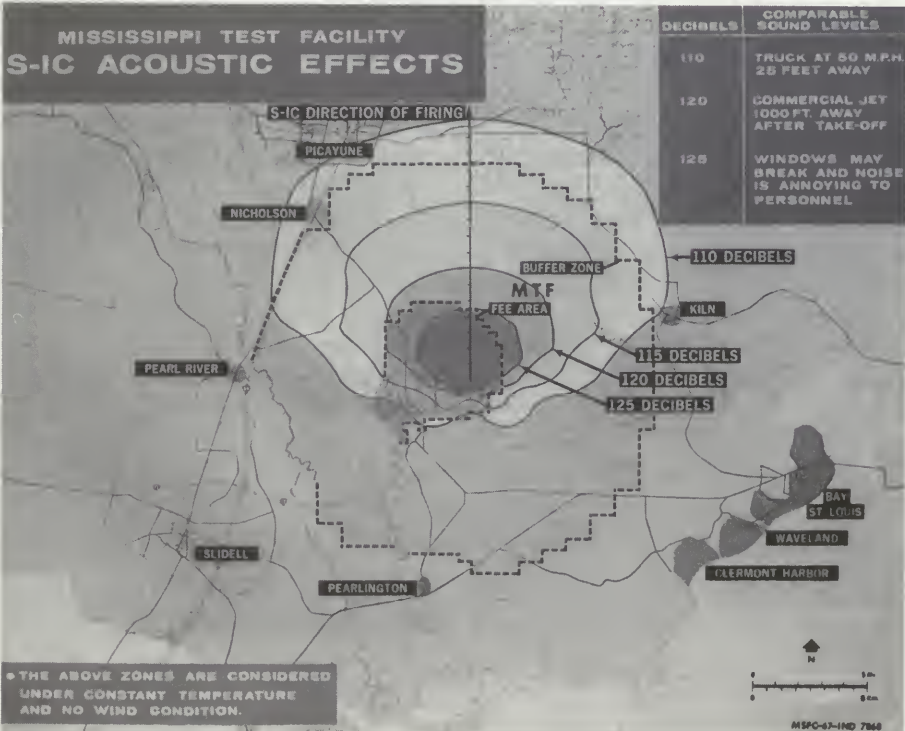 MISSISSIPPI TEST FACILITY
S-IC ACOUSTIC EFFECTS
DECIBELS
COMPARABLE
SOUND LEVELS
110
TRUCK AT 50 M.P.H.
25 FEET AWAY
120
COMMERCIAL JET
1000 FT. AWAY
AFTER TAKE-OFF
125
WINDOWS MAY
BREAK AND NOISE
IS ANNOYING TO
PERSONNEL
S-IC DIRECTION OF FIRING
PICAYUNE
NICHOLSON
BUFFER ZONE
110 DECIBELS
MTF
FEE AREA
KILN
PEARL RIVER
115 DECIBELS
120 DECIBELS
125 DECIBELS
BAY
ST LOUIS
WAVELAND
SLIDELL
CLERMONT HARBOR
PEARLINGTON
N
• THE ABOVE ZONES ARE CONSIDERED
UNDER CONSTANT TEMPERATURE
AND NO WIND CONDITION.
0
0
MSFC-67-IND 7868